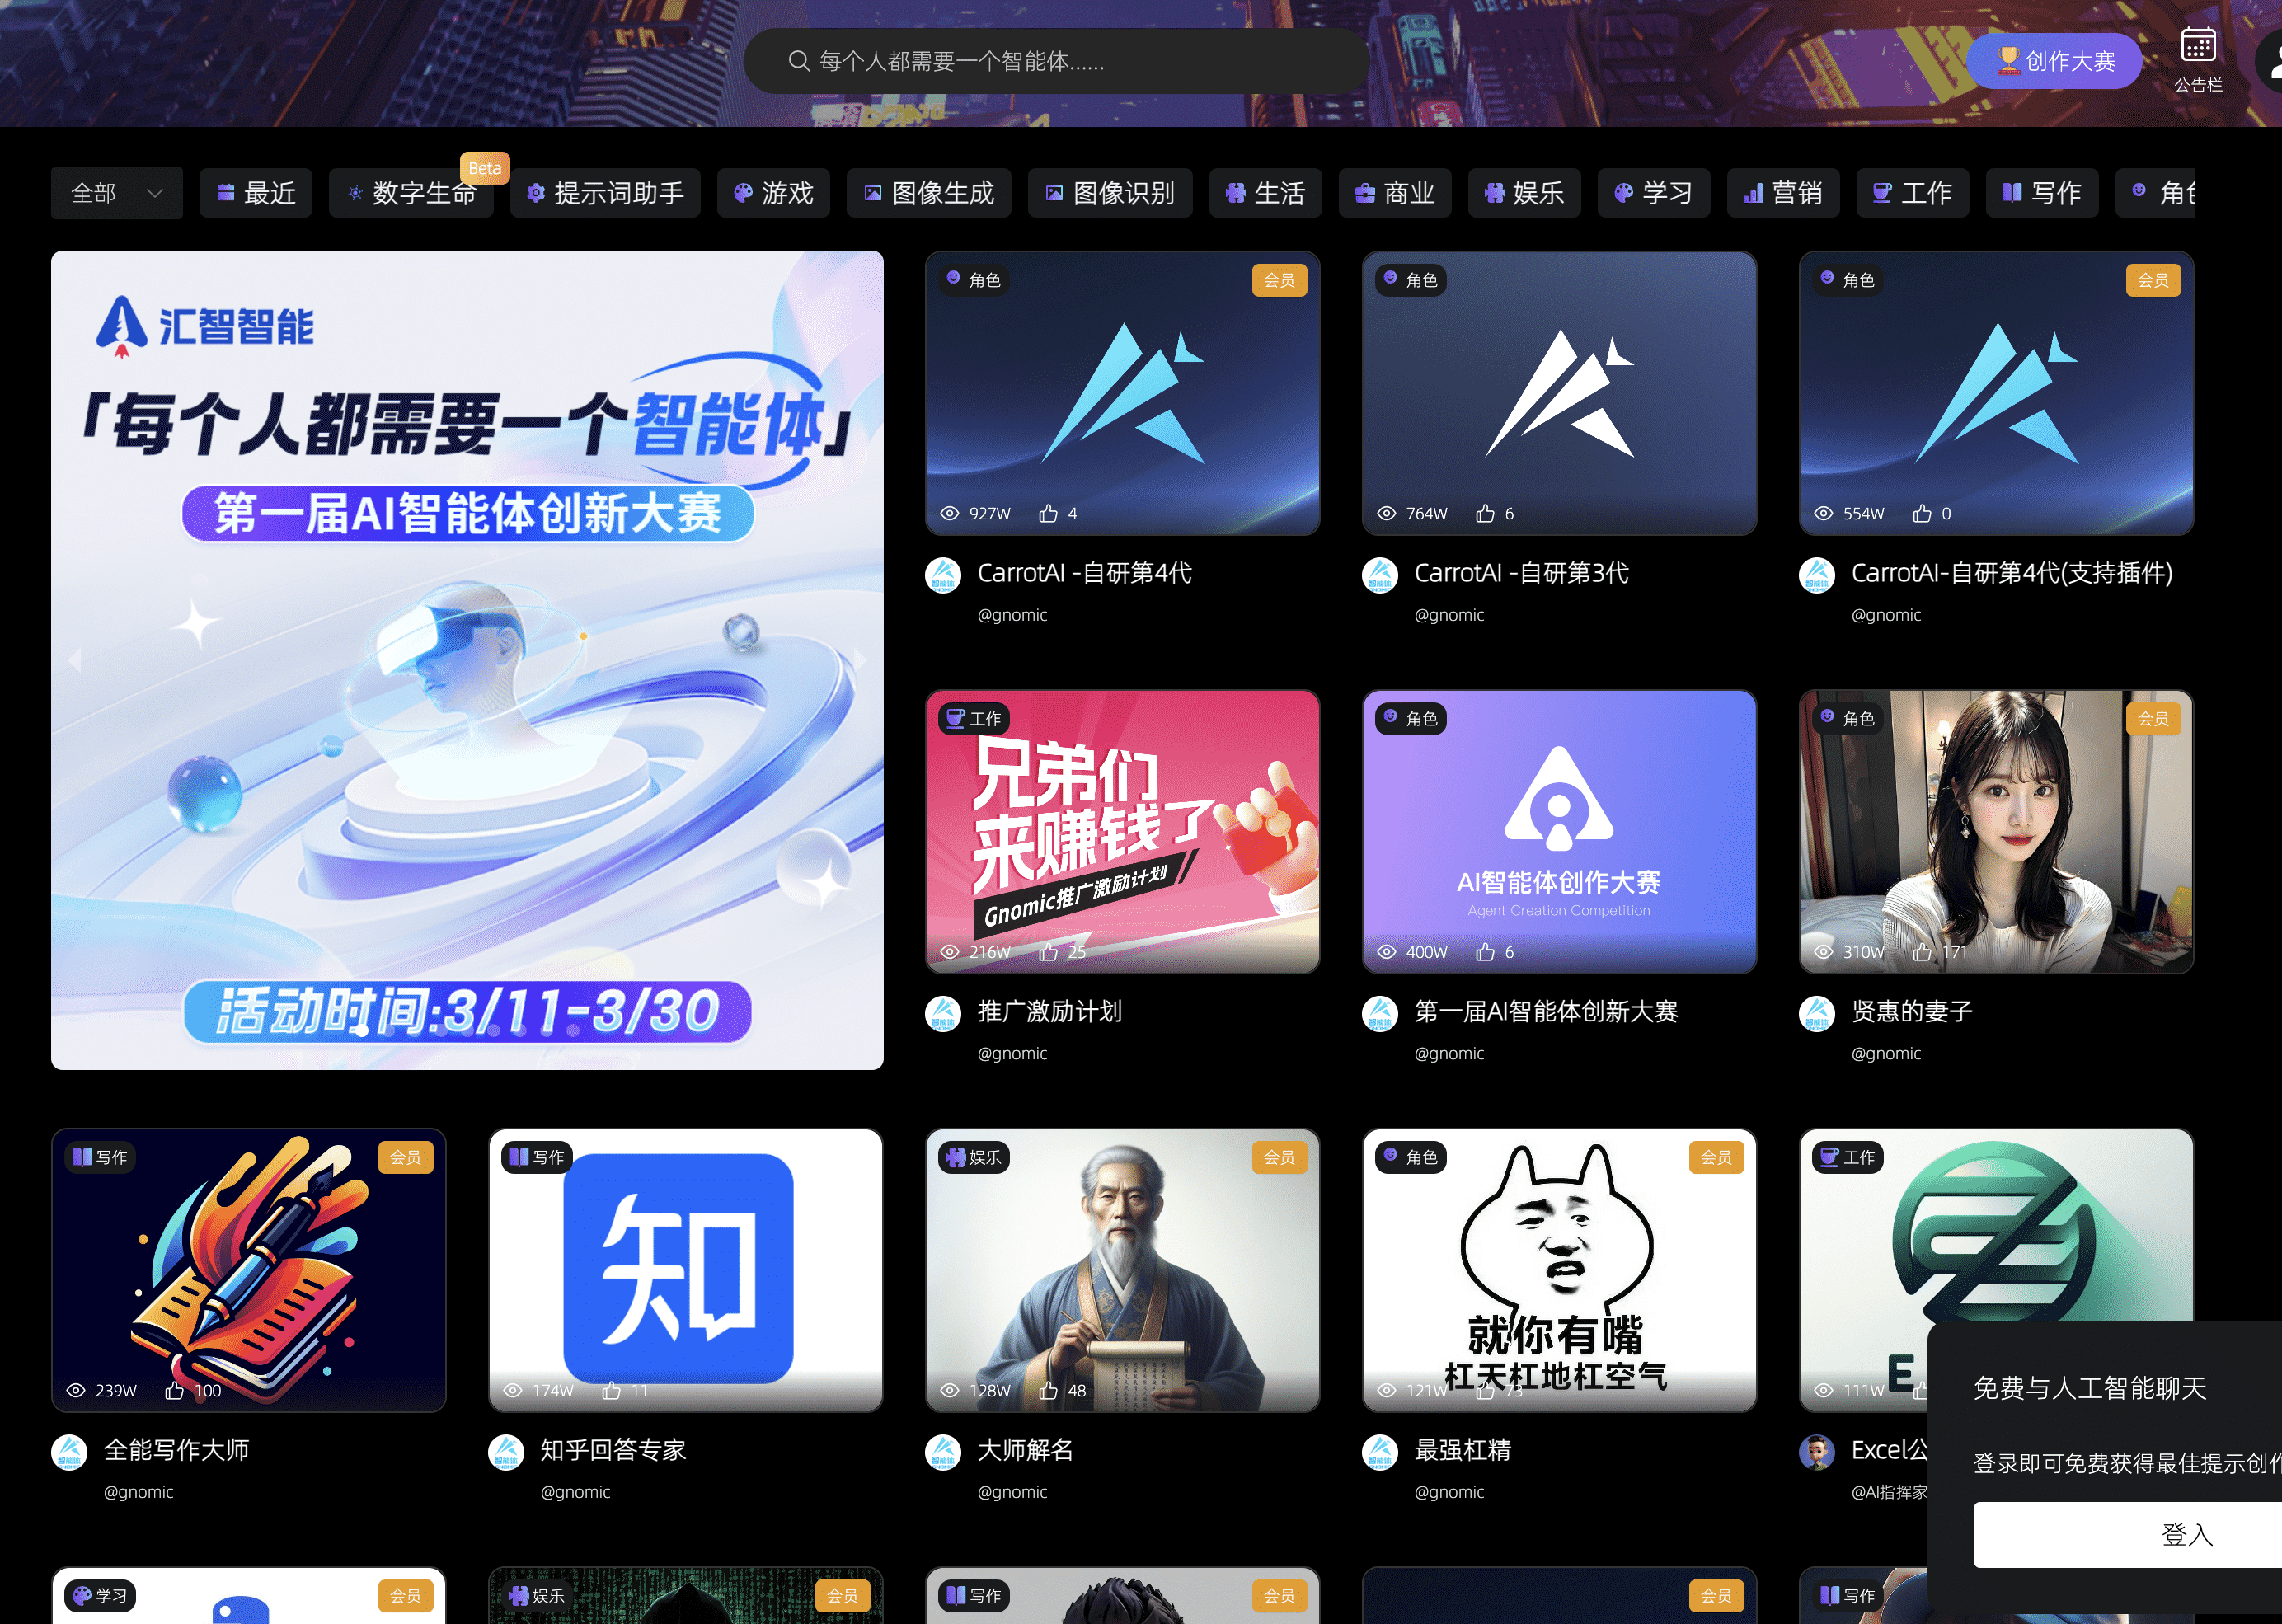 每个人都需要一个智能体......
创作大赛
公告栏
Beta
全部
最近
数字生命
提示词助手
游戏
图像生成
图像识别
生活
商业
娱乐
学习
营销
工作
写作
汇智智能
「每个人都需要一个智能体」
第一届AI智能体创新大赛
活动时间:3/11-3/30
角色
会员
927W
4
CarrotAI -自研第4代
@gnomic
角色
764W
6
CarrotAI -自研第3代
@gnomic
角色
会员
554W
0
CarrotAI-自研第4代(支持插件)
@gnomic
工作
兄弟们
来赚钱了
Gnomic推广激励计划
216W
25
推广激励计划
@gnomic
角色
AI智能体创作大赛
Agent Creation Competition
400W
6
第一届AI智能体创新大赛
@gnomic
角色
会员
310W
171
贤惠的妻子
@gnomic
写作
会员
239W
100
全能写作大师
@gnomic
写作
知
174W
11
知乎回答专家
@gnomic
娱乐
会员
128W
48
大师解名
@gnomic
角色
会员
就你有嘴
杠天杠地杠空气
121W
73
最强杠精
@gnomic
工作
E
111W
Excel公
@AI指挥家
免费与人工智能聊天
登录即可免费获得最佳提示创
登入
学习
会员
娱乐
会员
写作
会员
会员
写作